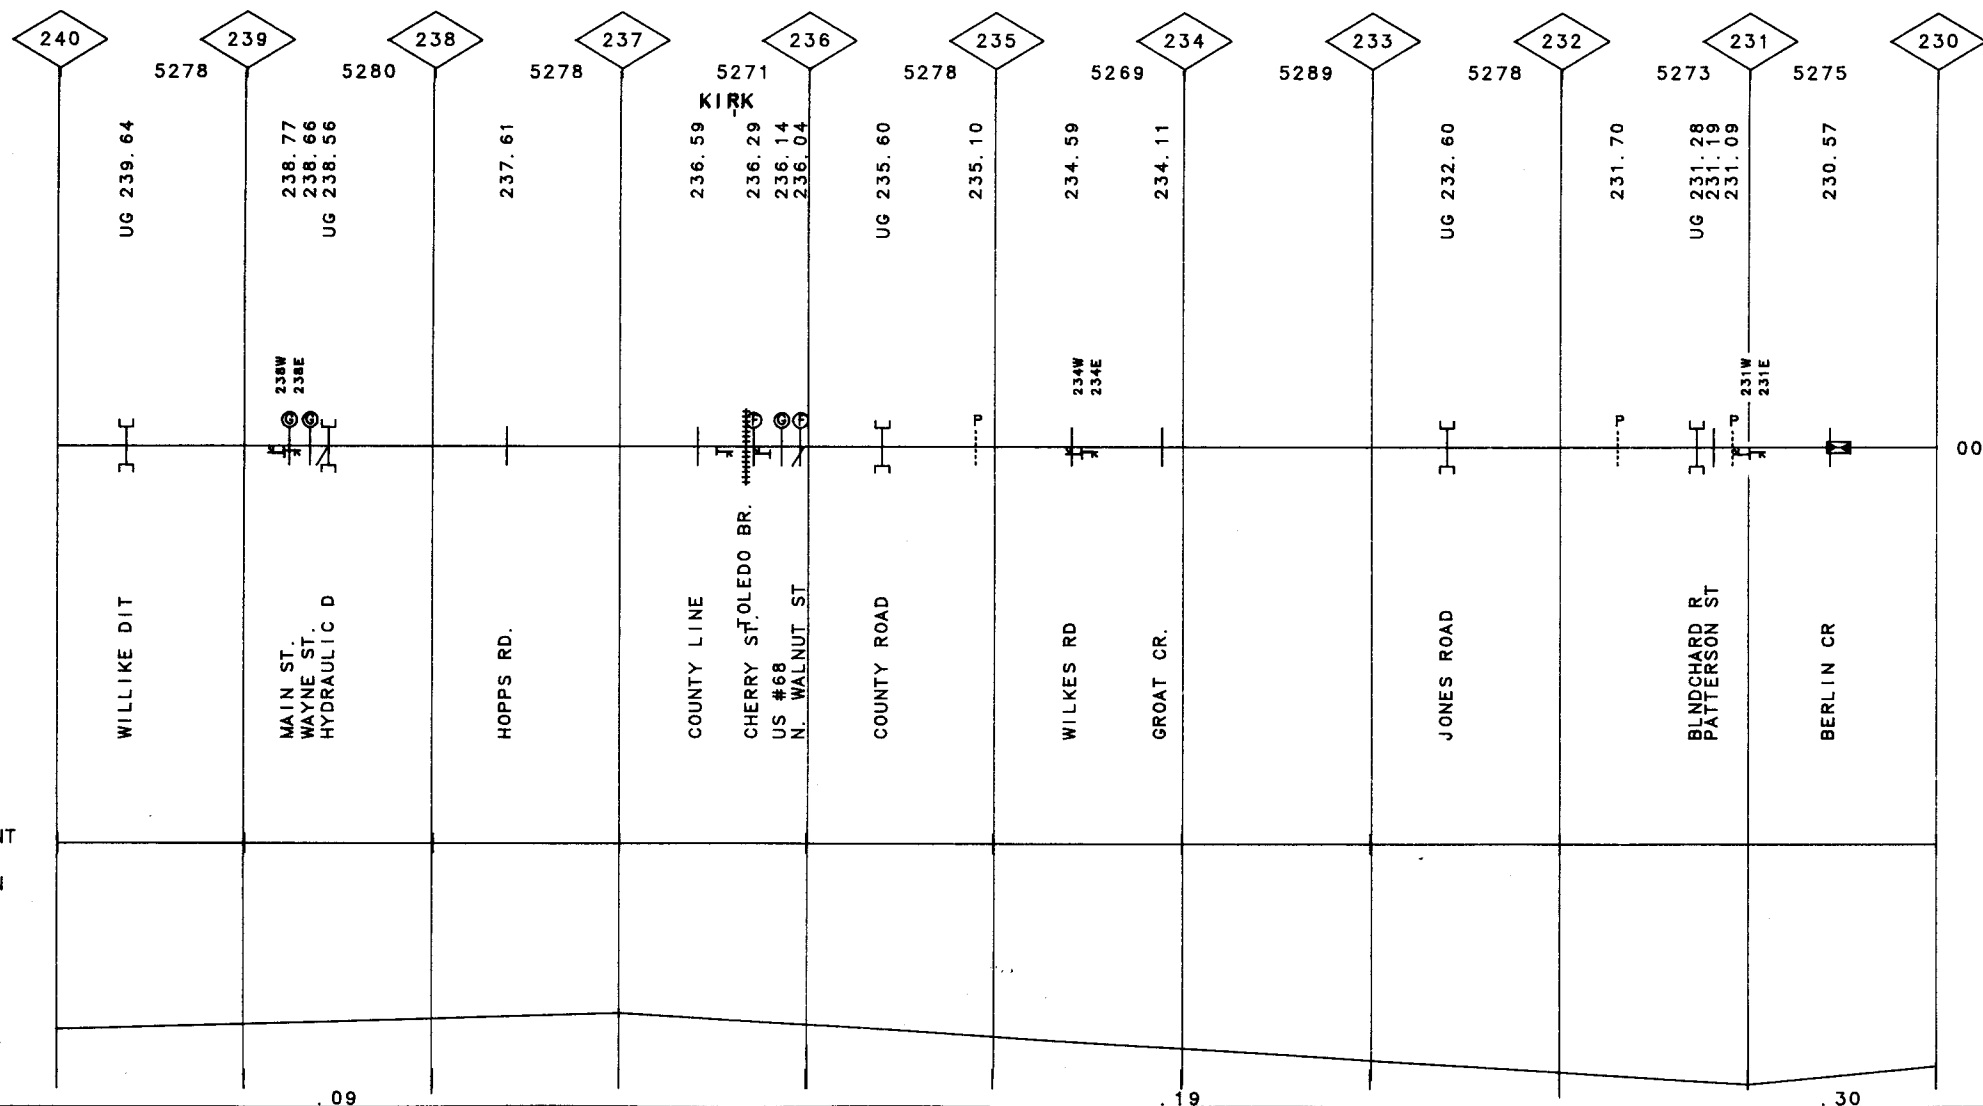 240 239 238 237 236 235 234 233 232 231 230
5278 5280 5278 5271 5278 5269 5289 5278 5273 5275
KIRK
UG 239.64
238.77
238.66
UG 238.56
237.61
236.59
236.29
236.14
236.04
UG 235.60
235.10
234.59
234.11
UG 232.60
231.70
UG 231.28
231.19
231.09
230.57
238W
238E
234W
234E
231W
231E
G G F G F P P P
00
WILLIKE DIT
MAIN ST.
WAYNE ST.
HYDRAULIC D
HOPPS RD.
COUNTY LINE
TOLEDO BR.
CHERRY ST.
US #68
N. WALNUT ST
COUNTY ROAD
WILKES RD
GROAT CR.
JONES ROAD
BLNDCHARD R
PATTERSON ST
BERLIN CR
NT
.09 .19 .30